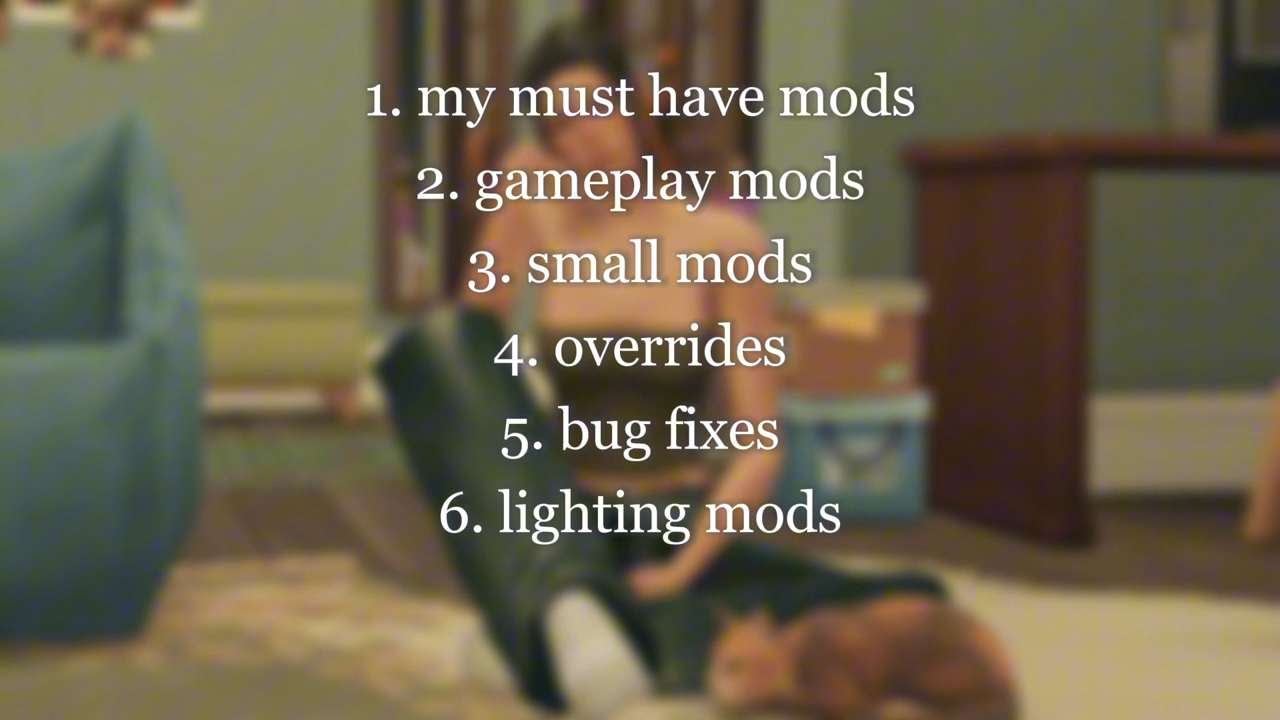 1. my must have mods
2. gameplay mods
3. small mods
4. overrides
5. bug fixes
6. lighting mods